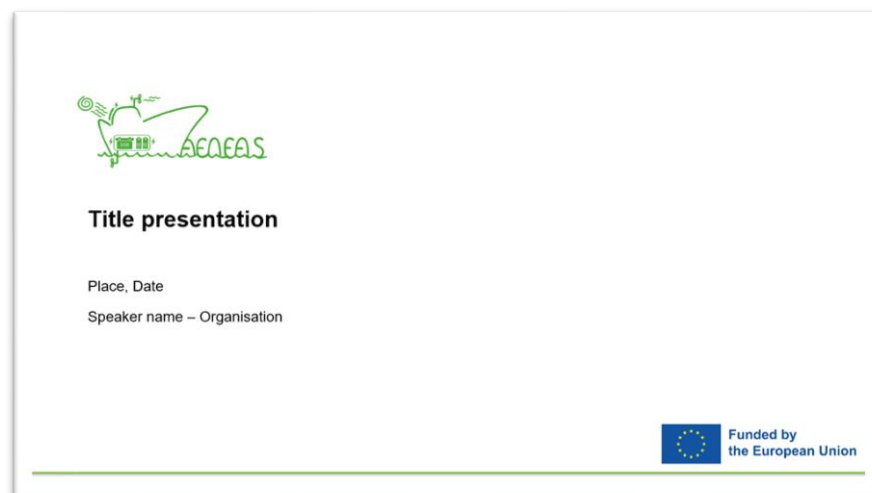 AENEAS
Title presentation
Place, Date
Speaker name – Organisation
Funded by
the European Union